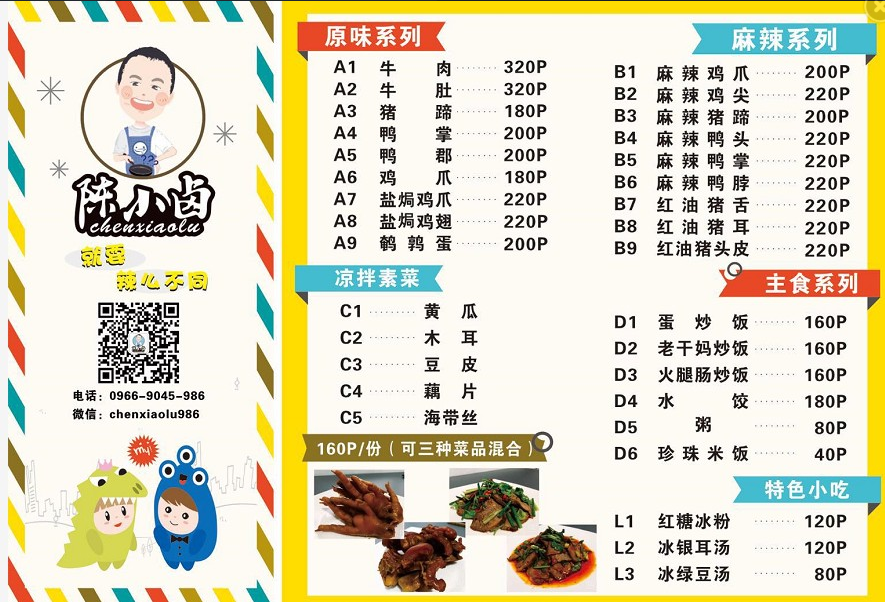 陈小卤
chenxiaolu
就要
辣么不同
电话：0966-9045-986
微信：chenxiaolu986
my!
原味系列
A1 牛肉 ········ 320P
A2 牛肚 ········ 320P
A3 猪蹄 ········ 180P
A4 鸭掌 ········ 200P
A5 鸭郡 ········ 200P
A6 鸡爪 ········ 180P
A7 盐焗鸡爪 ········ 220P
A8 盐焗鸡翅 ········ 220P
A9 鹌鹑蛋 ········ 200P
凉拌素菜
C1 ········ 黄瓜
C2 ········ 木耳
C3 ········ 豆皮
C4 ········ 藕片
C5 ········ 海带丝
160P/份（可三种菜品混合）
麻辣系列
B1 麻辣鸡爪 ········ 200P
B2 麻辣鸡尖 ········ 220P
B3 麻辣猪蹄 ········ 200P
B4 麻辣鸭头 ········ 220P
B5 麻辣鸭掌 ········ 220P
B6 麻辣鸭脖 ········ 220P
B7 红油猪舌 ········ 220P
B8 红油猪耳 ········ 220P
B9 红油猪头皮 ········ 220P
主食系列
D1 蛋炒饭 ········ 160P
D2 老干妈炒饭 ········ 160P
D3 火腿肠炒饭 ········ 160P
D4 水饺 ········ 180P
D5 粥 ········ 80P
D6 珍珠米饭 ········ 40P
特色小吃
L1 红糖冰粉 ········ 120P
L2 冰银耳汤 ········ 120P
L3 冰绿豆汤 ········ 80P